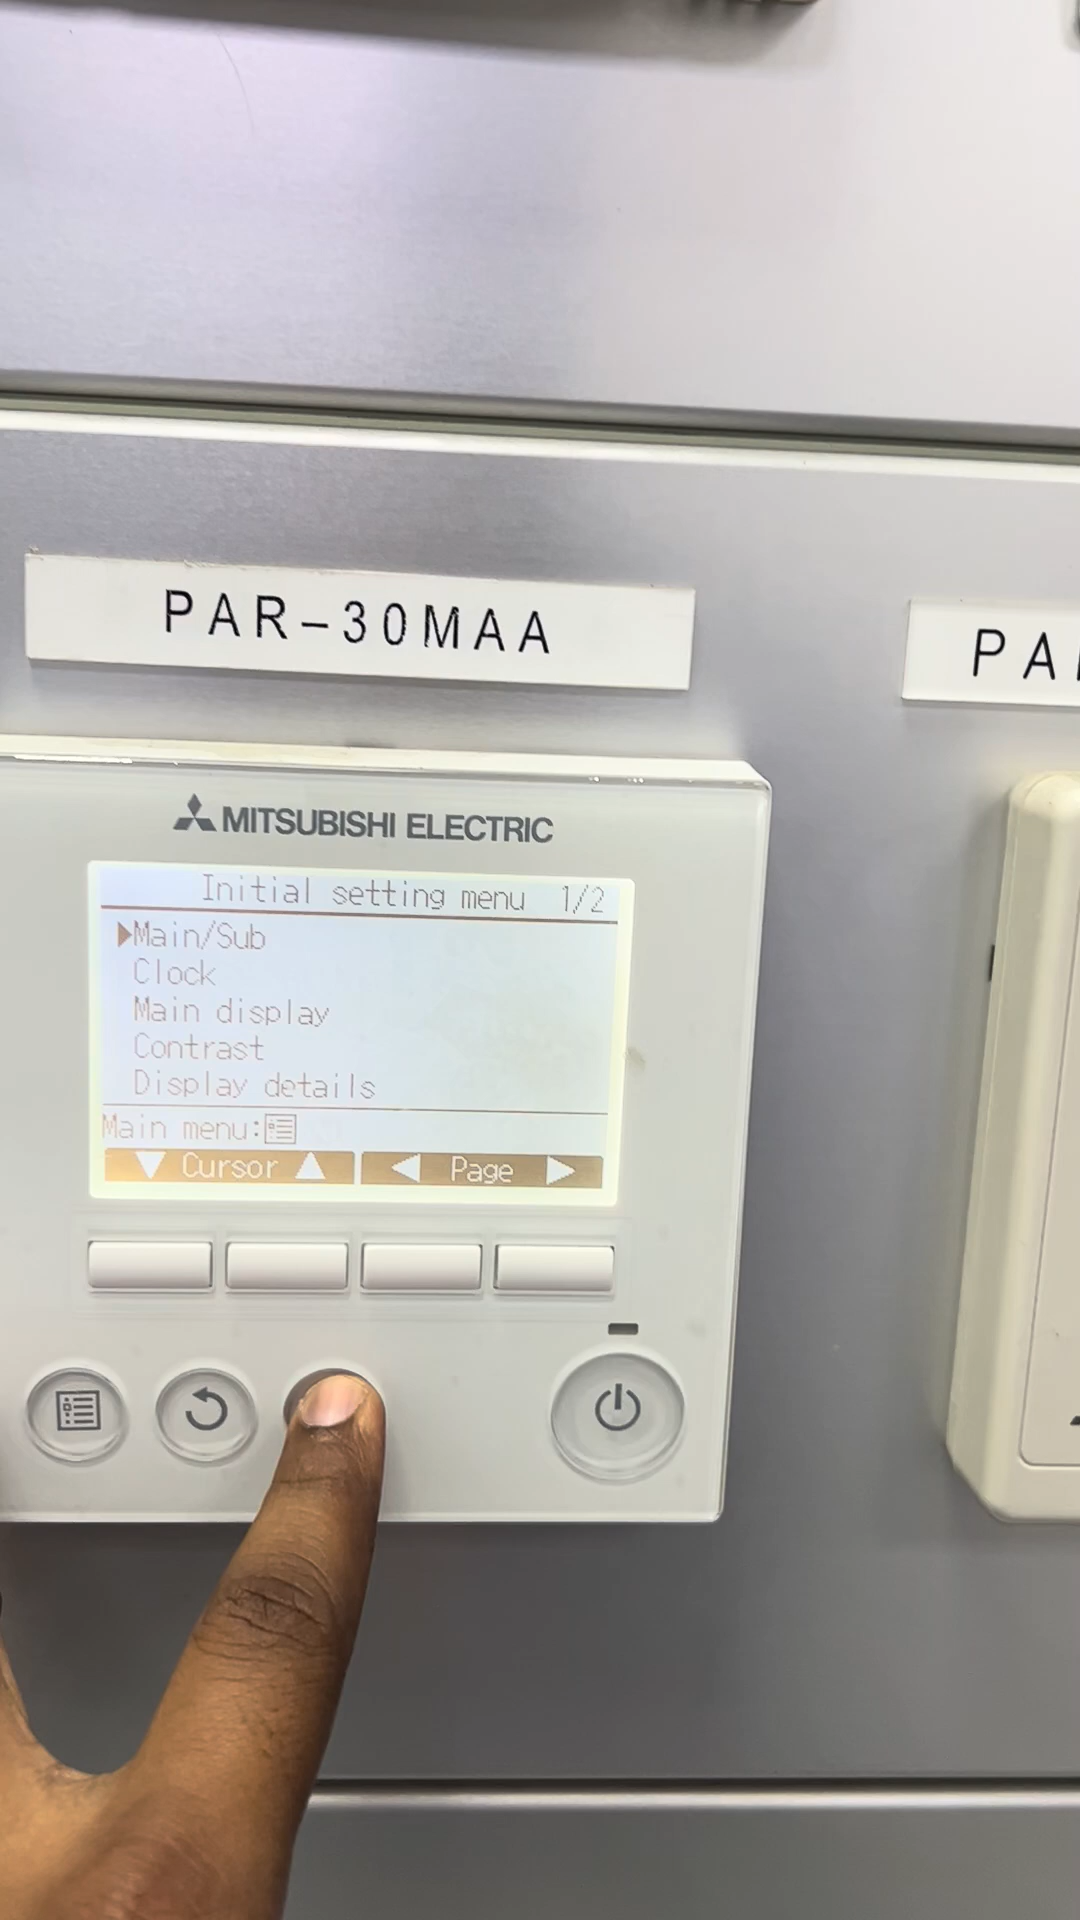 PAR-30MAA
PA
MITSUBISHI ELECTRIC
Initial setting menu 1/2
Main/Sub
Clock
Main display
Contrast
Display details
Main menu:
Cursor
Page